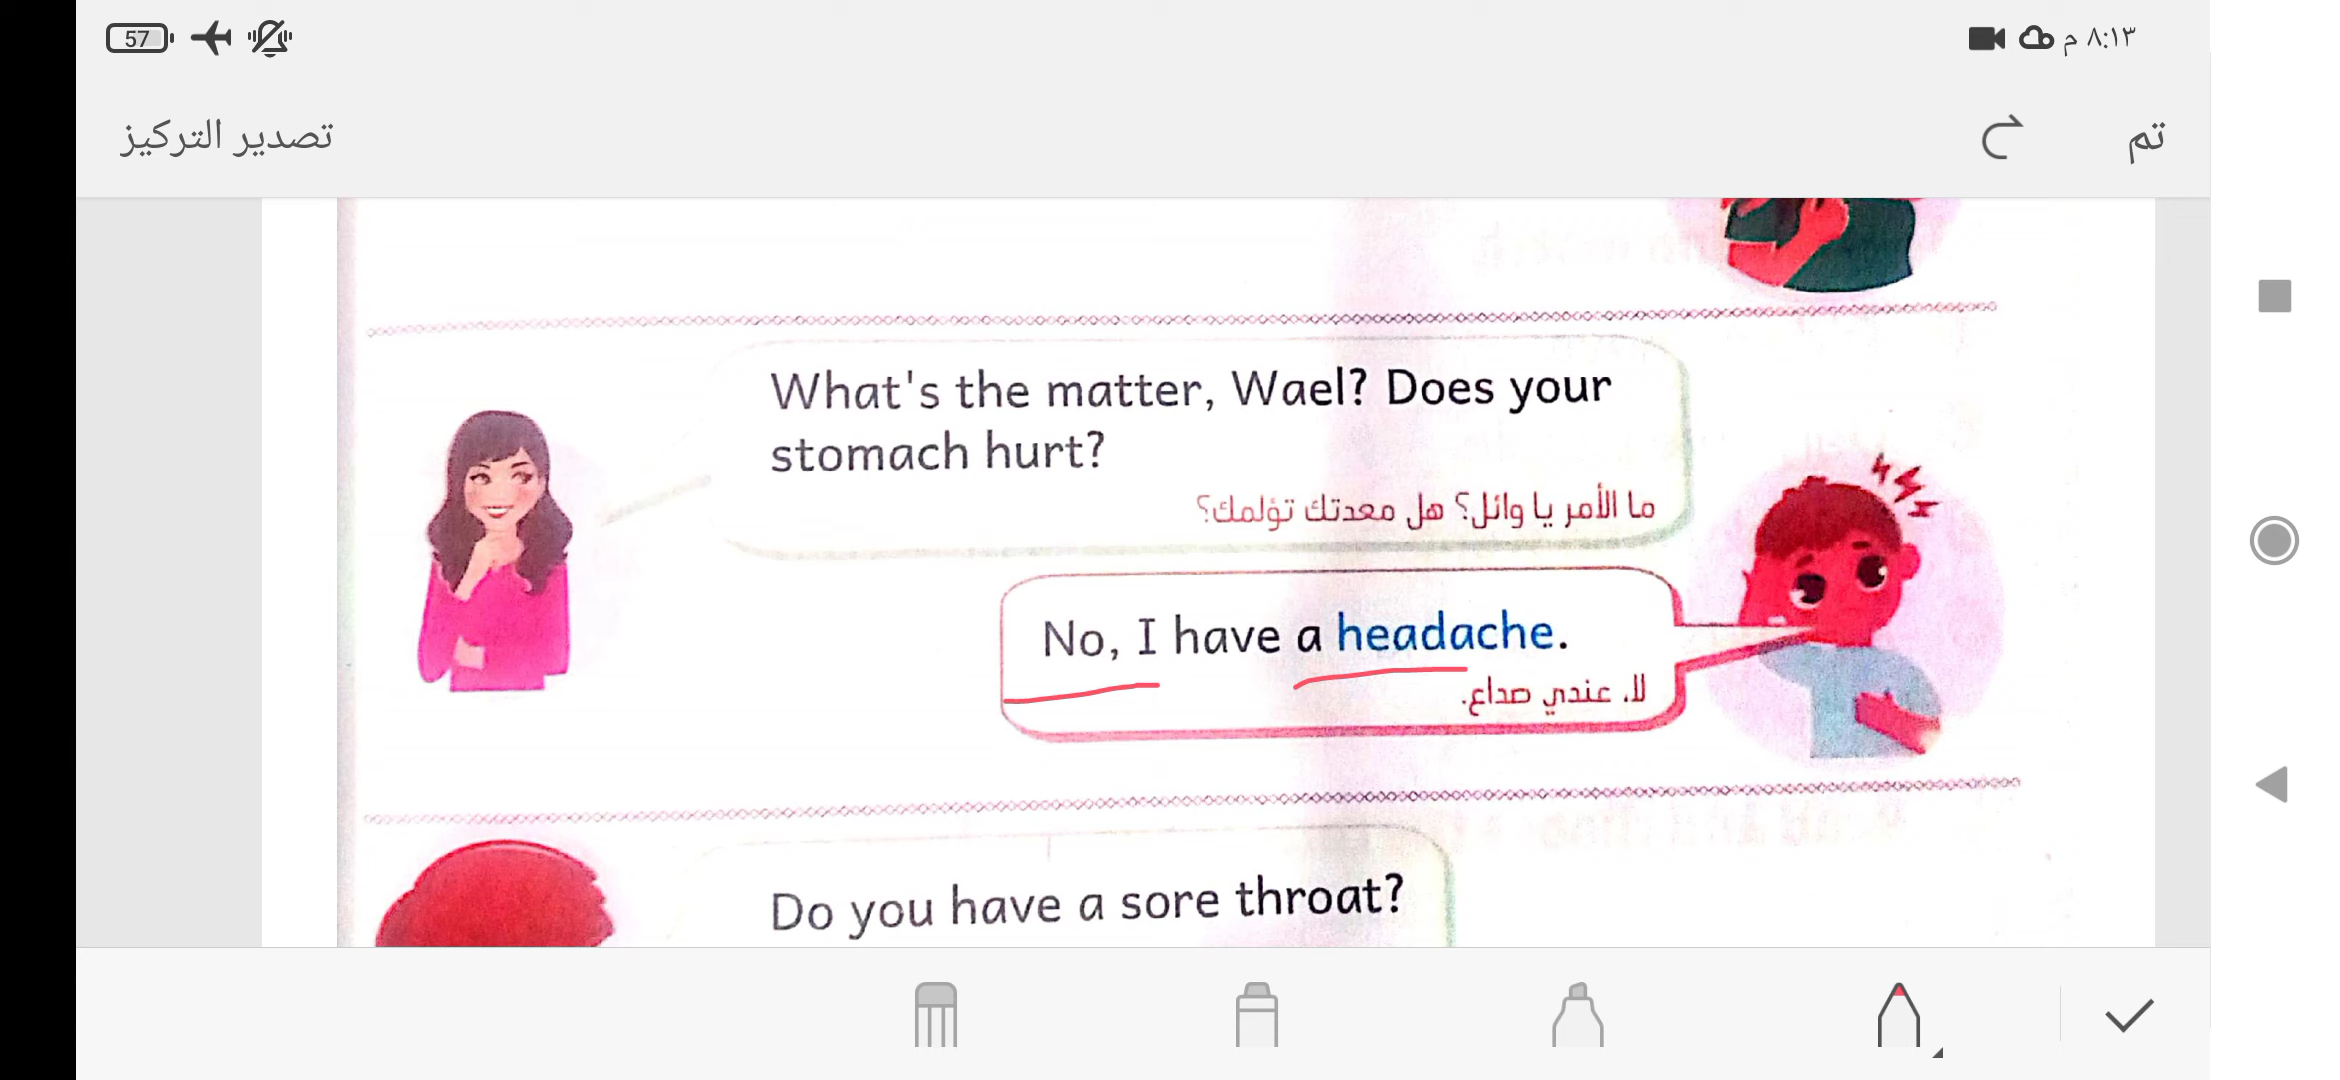 57
٨:١٣ م
تصدير التركيز
تم
What's the matter, Wael? Does your
stomach hurt?
ما الأمر يا وائل؟ هل معدتك تؤلمك؟
No, I have a headache.
لا، عندي صداع.
Do you have a sore throat?